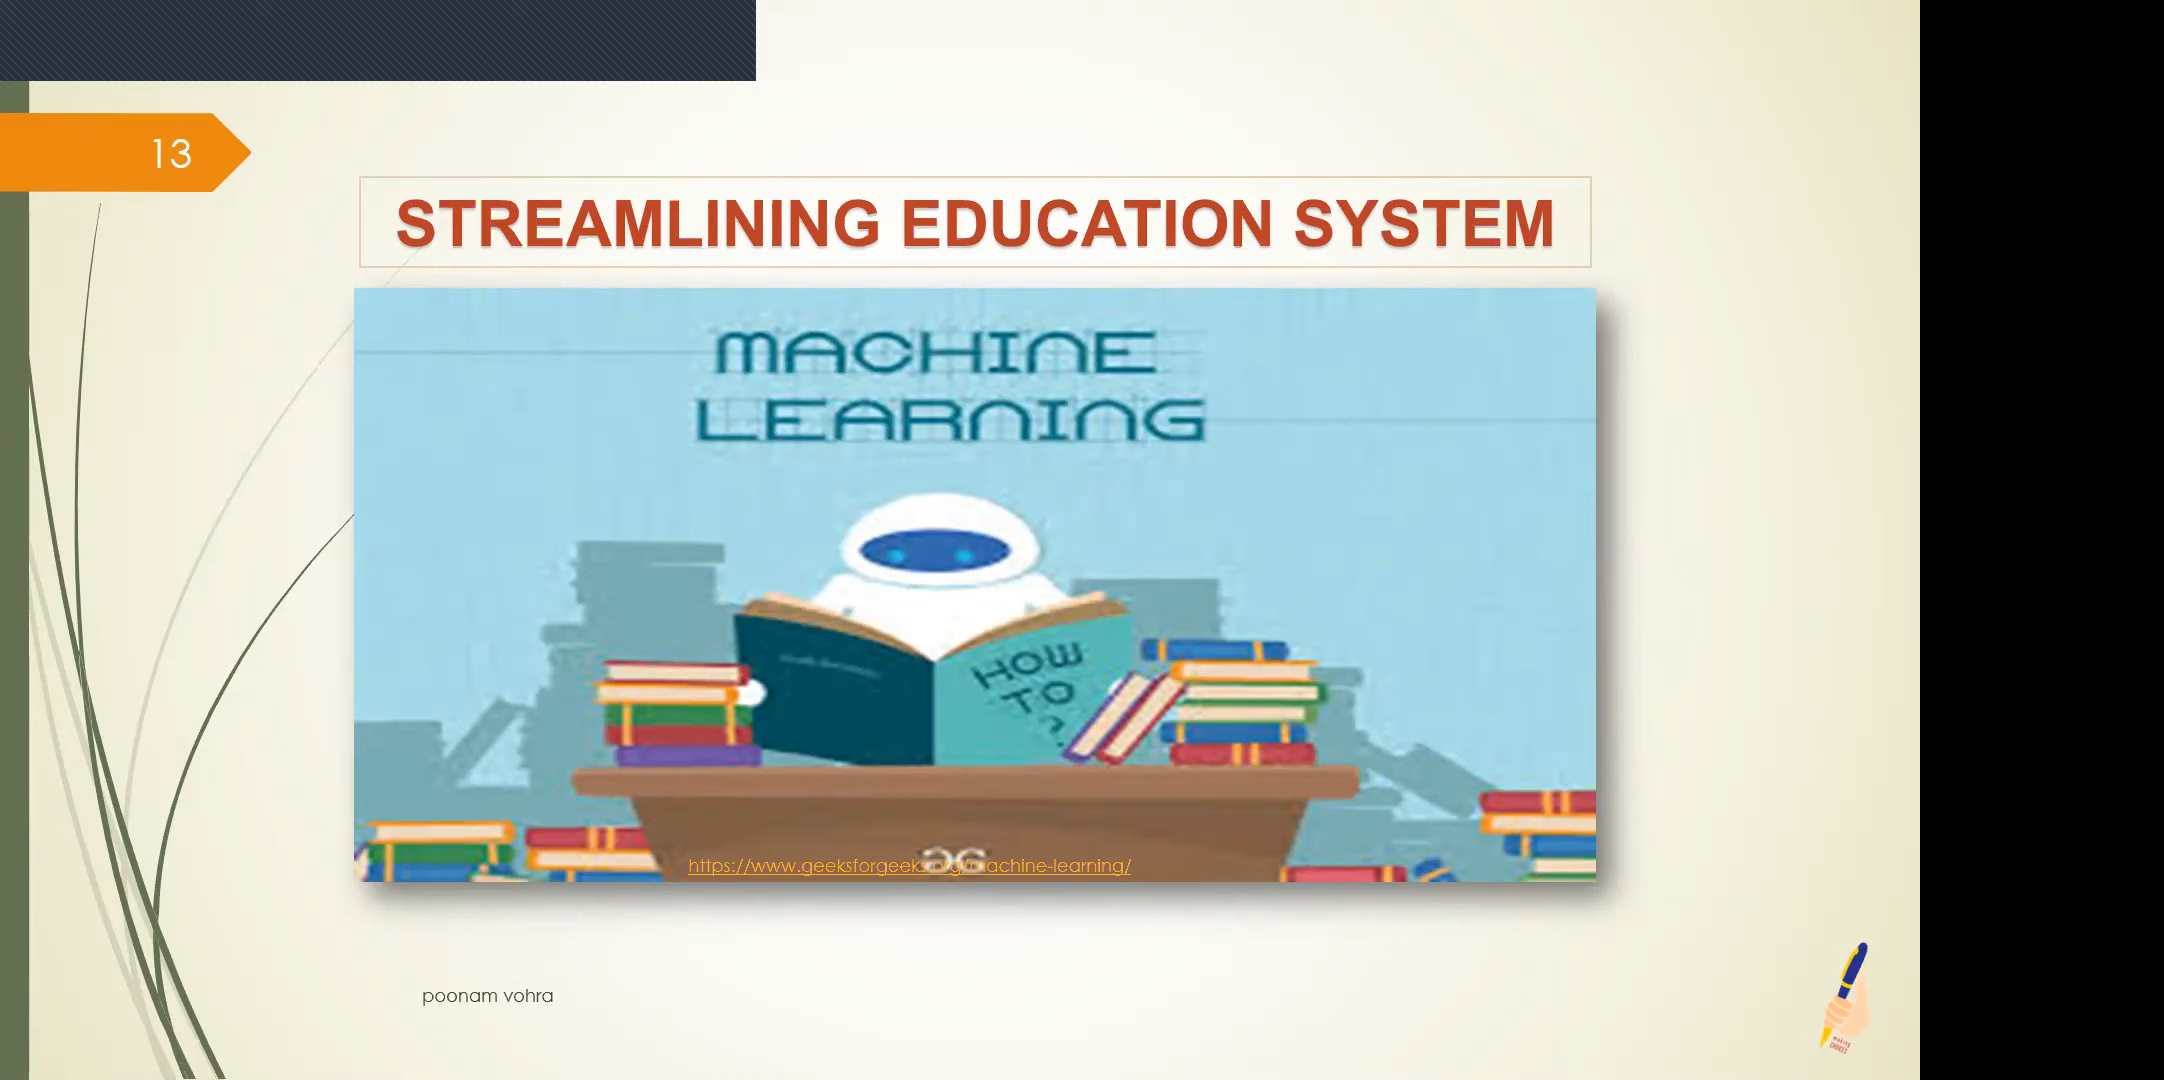 13
STREAMLINING EDUCATION SYSTEM
MACHINE
LEARNING
HOW
TO
?
https://www.geeksforgeeks.org/machine-learning/
poonam vohra